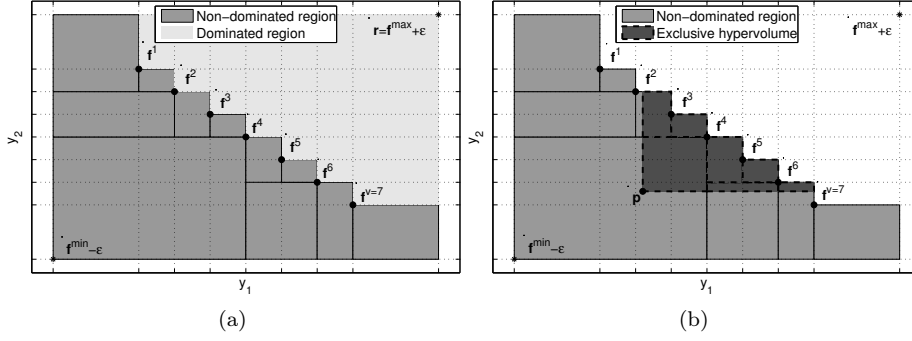 Non-dominated region
Dominated region
r=f^max+ε
f^1
f^2
f^3
f^4
f^5
f^6
f^v=7
f^min−ε
y_2
y_1
(a)
Non-dominated region
Exclusive hypervolume
f^max+ε
f^1
f^2
f^3
f^4
f^5
f^6
f^v=7
p
f^min−ε
y_2
y_1
(b)